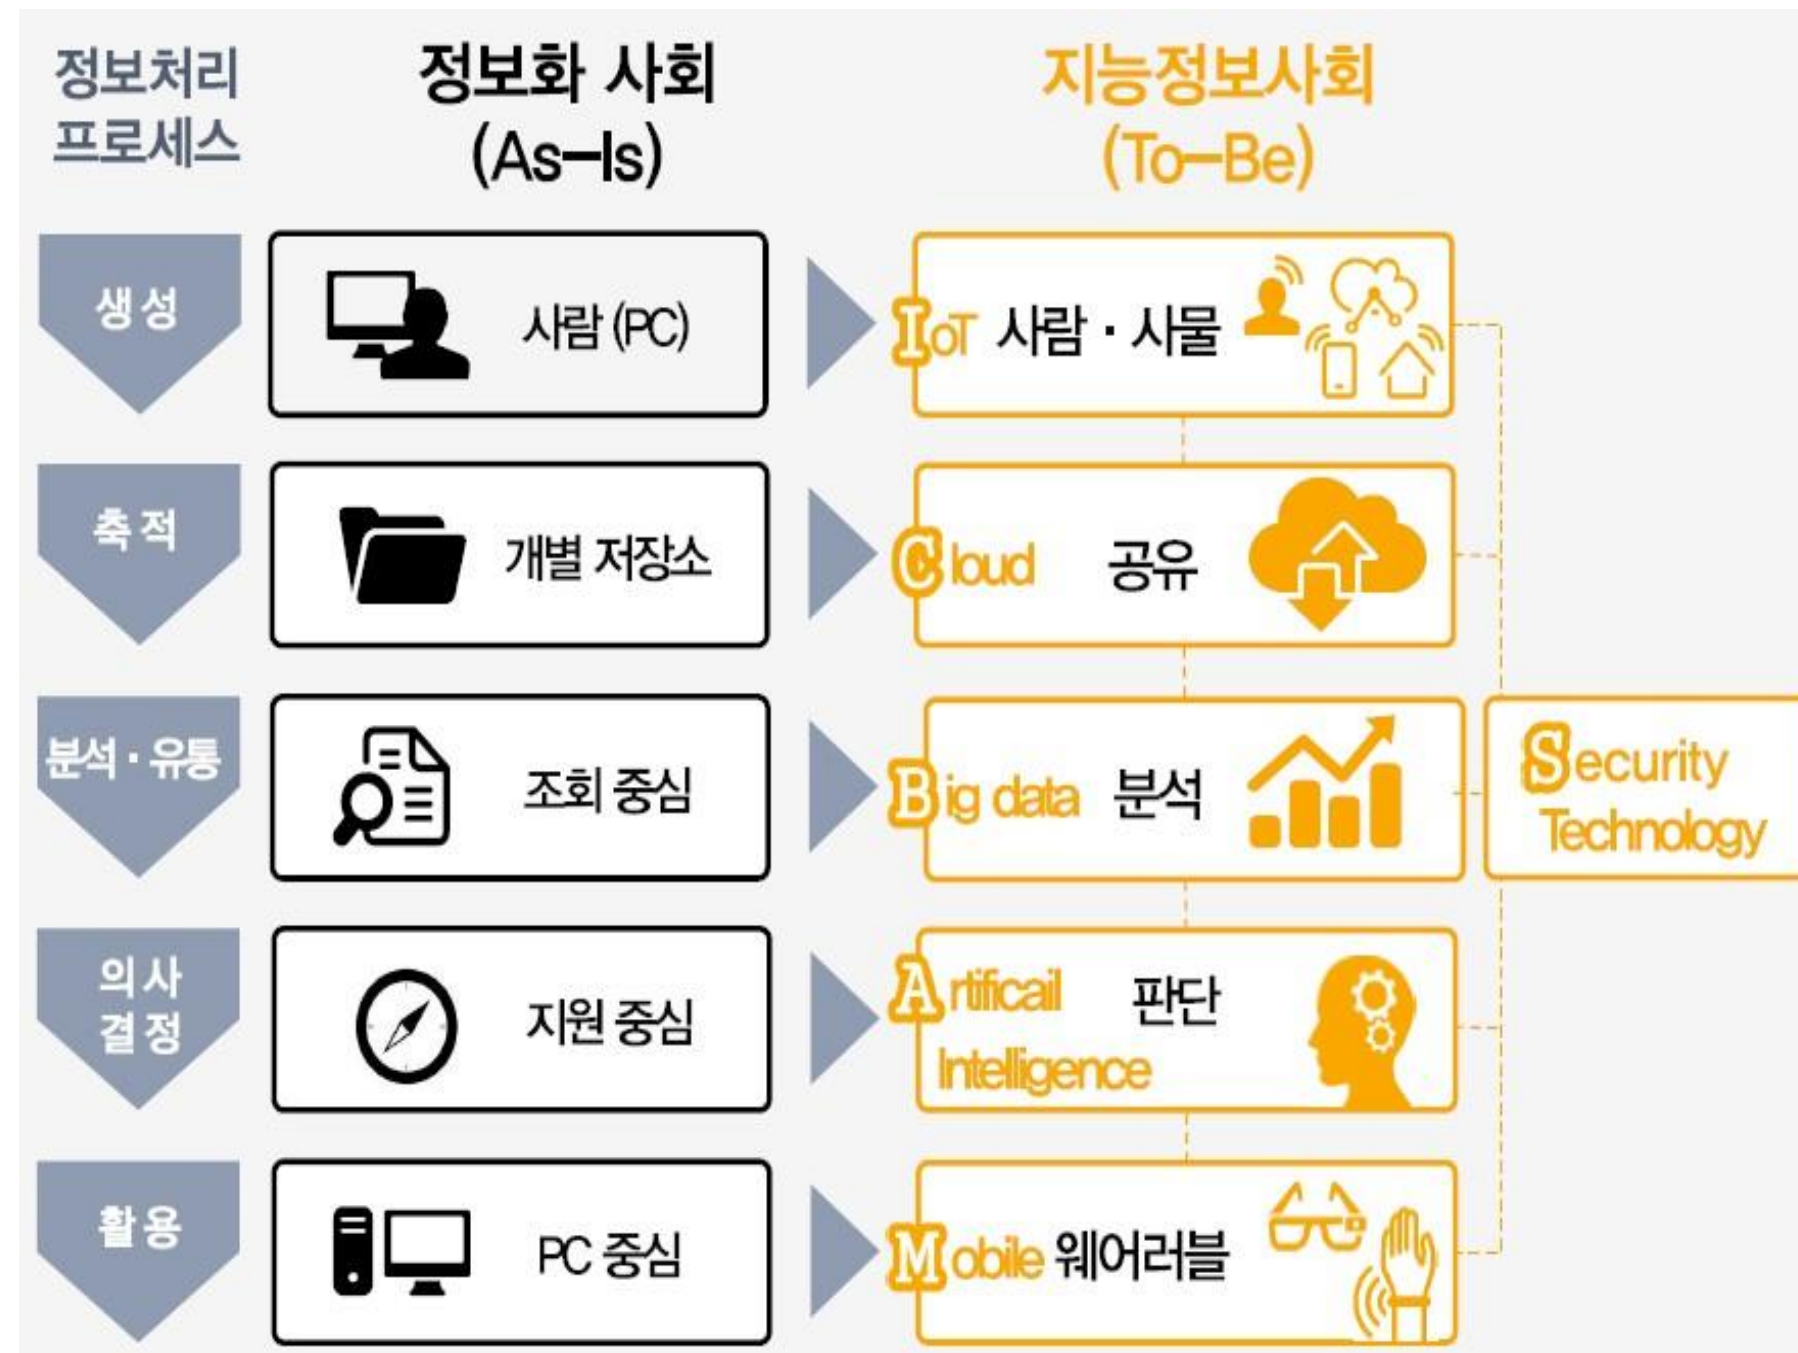 정보처리
프로세스
정보화 사회
(As-Is)
지능정보사회
(To-Be)
생성
사람 (PC)
IoT 사람 · 사물
축적
개별 저장소
Cloud 공유
분석 · 유통
조회 중심
Big data 분석
Security
Technology
의사
결정
지원 중심
Artificail 판단
Intelligence
활용
PC 중심
Mobile 웨어러블